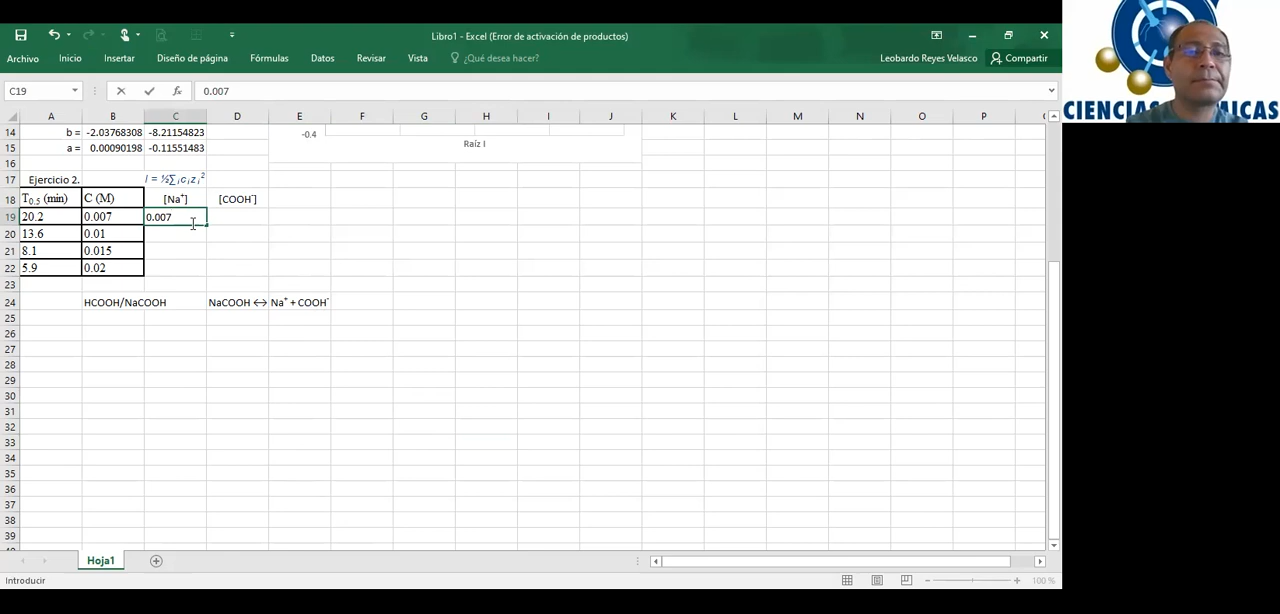 Libro1 - Excel (Error de activación de productos)
Archivo Inicio Insertar Diseño de página Fórmulas Datos Revisar Vista ¿Qué desea hacer? Leobardo Reyes Velasco Compartir
C19 fx 0.007
A B C D E F G H I J K L M N O P
14 b = -2.03768308 -8.21154823 -0.4
15 a = 0.00090198 -0.11551483 Raíz I
16
17 Ejercicio 2. I = ½∑ᵢcᵢzᵢ²
18 T₀.₅ (min) C (M) [Na⁺] [COOH⁻]
19 20.2 0.007 0.007
20 13.6 0.01
21 8.1 0.015
22 5.9 0.02
23
24 HCOOH/NaCOOH NaCOOH ↔ Na⁺ + COOH⁻
25
26
27
28
29
30
31
32
33
34
35
36
37
38
39
Hoja1
Introducir 100 %